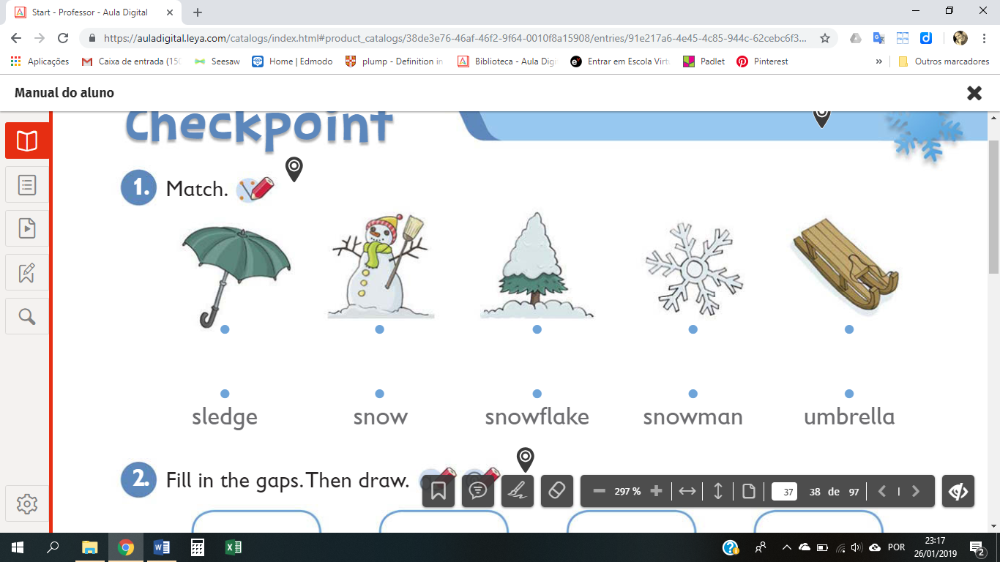 Start - Professor - Aula Digital
https://auladigital.leya.com/catalogs/index.html#product_catalogs/38de3e76-46af-46f2-9f64-0010f8a15908/entries/91e217a6-4e45-4c85-944c-62cebc6f3...
Aplicações Caixa de entrada (150 Seesaw Home | Edmodo plump - Definition in Biblioteca - Aula Digi Entrar em Escola Virtu Padlet Pinterest » Outros marcadores
Manual do aluno
Checkpoint
1. Match.
sledge snow snowflake snowman umbrella
2. Fill in the gaps. Then draw.
297 % 37 38 de 97
POR
23:17
26/01/2019
2